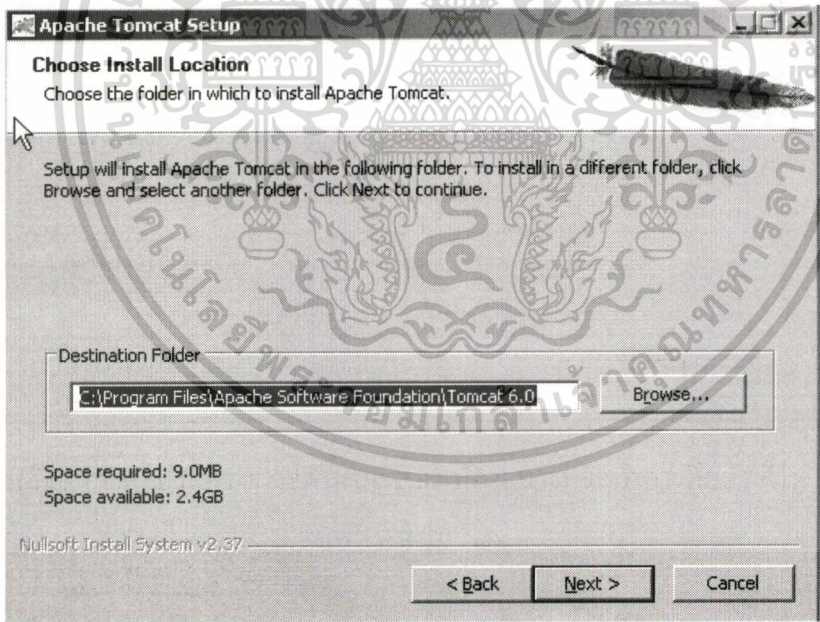 Apache Tomcat Setup
Choose Install Location
Choose the folder in which to install Apache Tomcat.
Setup will install Apache Tomcat in the following folder. To install in a different folder, click
Browse and select another folder. Click Next to continue.
Destination Folder
C:\Program Files\Apache Software Foundation\Tomcat 6.0
Browse...
Space required: 9.0MB
Space available: 2.4GB
Nullsoft Install System v2.37
< Back
Next >
Cancel